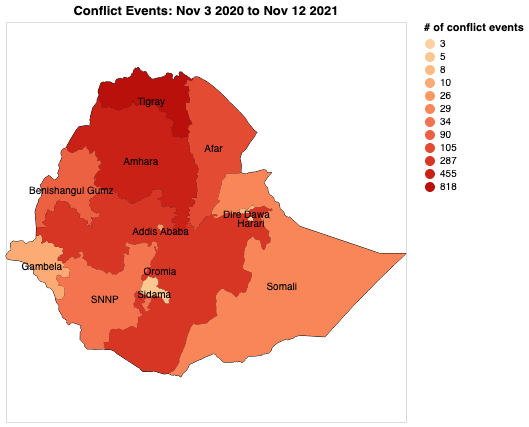 Conflict Events: Nov 3 2020 to Nov 12 2021
# of conflict events
3
5
8
10
26
29
34
90
105
287
455
818
Tigray
Afar
Amhara
Benishangul Gumz
Dire Dawa
Harari
Addis Ababa
Gambela
Oromia
Somali
Sidama
SNNP